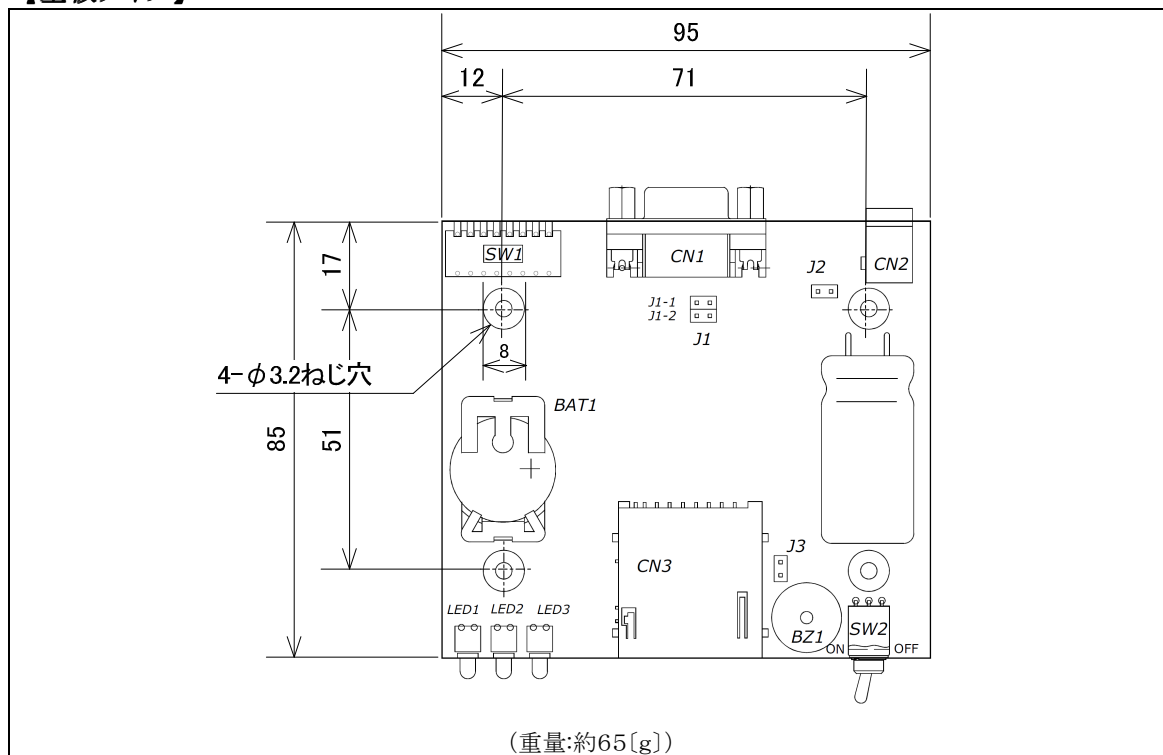 95
12
71
SW1
CN1
CN2
J2
17
J1-1
J1-2
J1
8
4-φ3.2ねじ穴
BAT1
85
51
J3
CN3
LED1
LED2
LED3
BZ1
SW2
ON
OFF
(重量:約65[g])